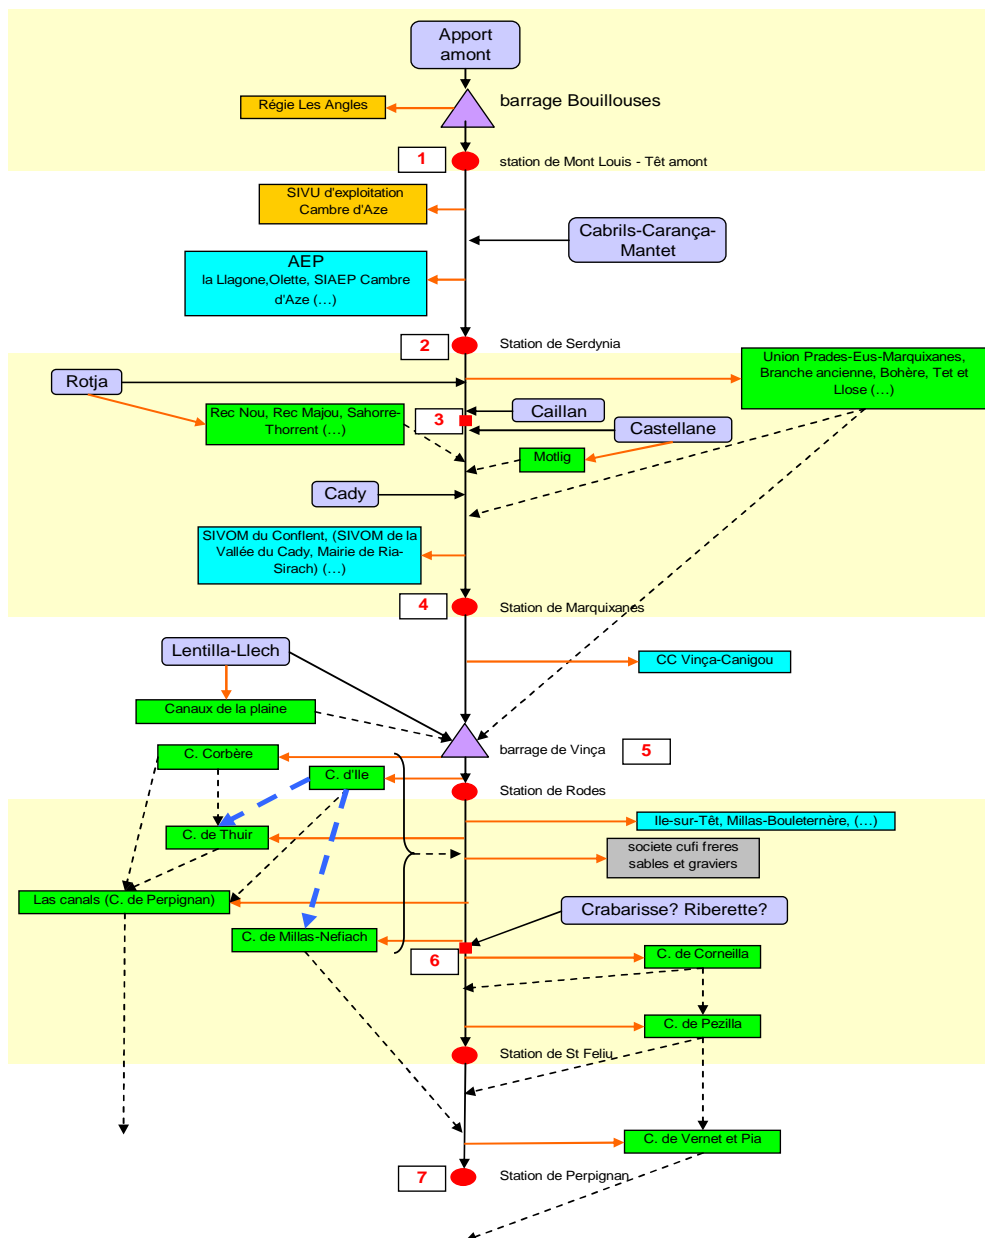 Apport
amont
barrage Bouillouses
Régie Les Angles
1
station de Mont Louis - Têt amont
SIVU d'exploitation
Cambre d'Aze
Cabrils-Carança-
Mantet
AEP
la Llagone,Olette, SIAEP Cambre
d'Aze (...)
2
Station de Serdynia
Union Prades-Eus-Marquixanes,
Branche ancienne, Bohère, Tet et
Llose (...)
Rotja
Rec Nou, Rec Majou, Sahorre-
Thorrent (...)
3
Caillan
Castellane
Motlig
Cady
SIVOM du Conflent, (SIVOM de la
Vallée du Cady, Mairie de Ria-
Sirach) (...)
4
Station de Marquixanes
Lentilla-Llech
CC Vinça-Canigou
Canaux de la plaine
barrage de Vinça
5
C. Corbère
C. d'Ile
Station de Rodes
Ile-sur-Têt, Millas-Bouleternère, (...)
C. de Thuir
societe cufi freres
sables et graviers
Las canals (C. de Perpignan)
Crabarisse? Riberette?
C. de Millas-Nefiach
6
C. de Corneilla
C. de Pezilla
Station de St Feliu
C. de Vernet et Pia
7
Station de Perpignan